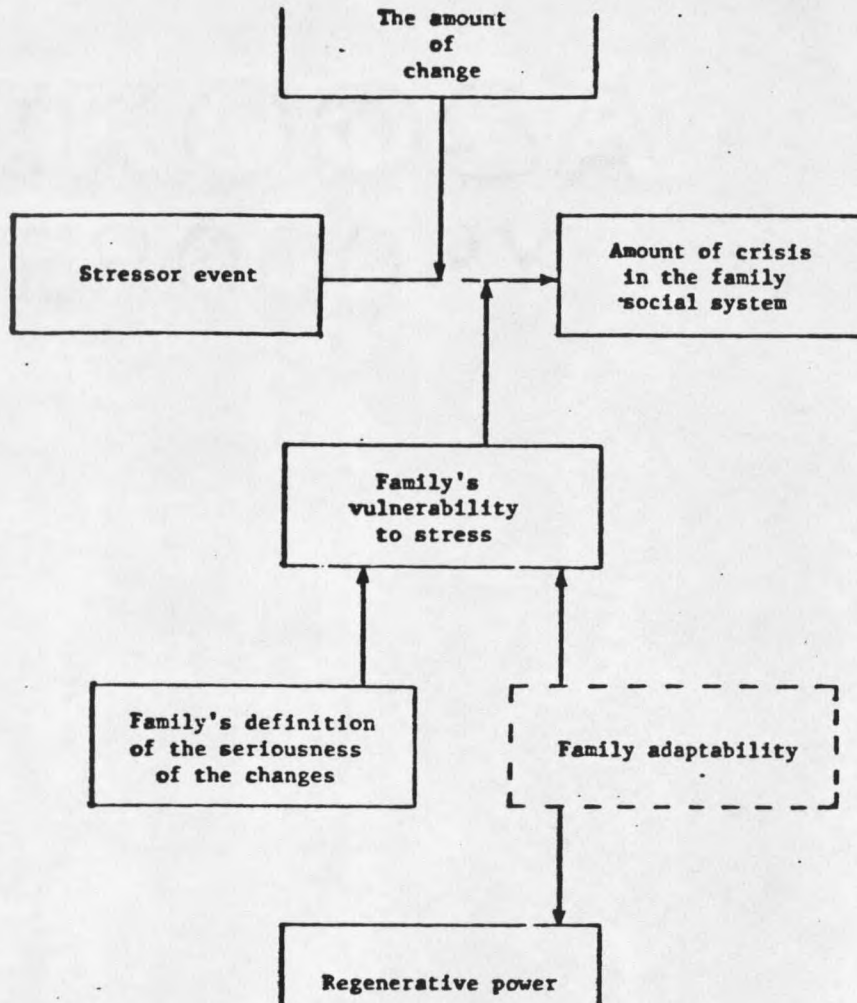 The amount
of
change
Stressor event
Amount of crisis
in the family
social system
Family's
vulnerability
to stress
Family's definition
of the seriousness
of the changes
Family adaptability
Regenerative power